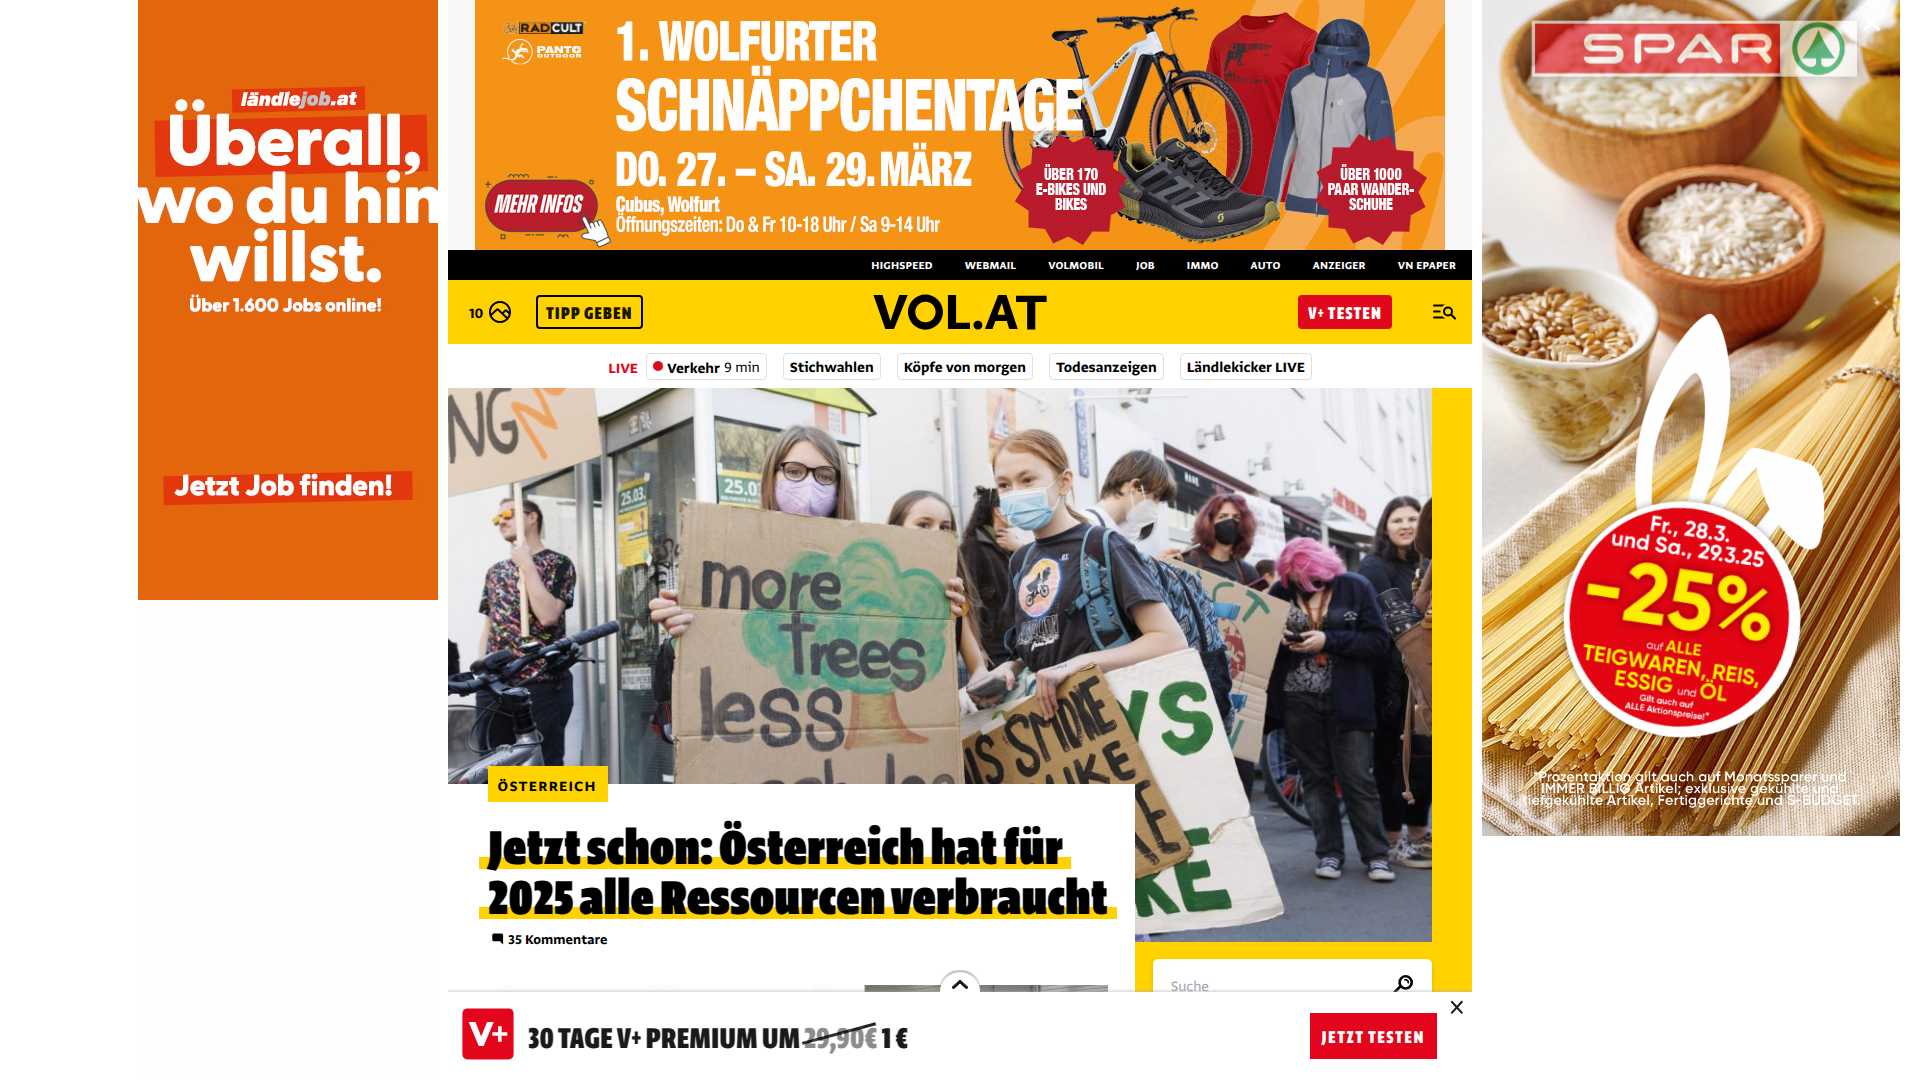 ländlejob.at
Überall,
wo du hin
willst.
Über 1.600 Jobs online!
Jetzt Job finden!
RADCULT
PANTO
OUTDOOR
1. WOLFURTER
SCHNÄPPCHENTAGE
DO. 27. – SA. 29. MÄRZ
MEHR INFOS
Cubus, Wolfurt
Öffnungszeiten: Do & Fr 10-18 Uhr / Sa 9-14 Uhr
ÜBER 170
E-BIKES UND
BIKES
ÜBER 1000
PAAR WANDER-
SCHUHE
HIGHSPEED WEBMAIL VOLMOBIL JOB IMMO AUTO ANZEIGER VN EPAPER
10 TIPP GEBEN VOL.AT V+ TESTEN
LIVE Verkehr 9 min Stichwahlen Köpfe von morgen Todesanzeigen Ländlekicker LIVE
25.03.
25.0
more
Trees
less
SMOKE
ÖSTERREICH
Jetzt schon: Österreich hat für
2025 alle Ressourcen verbraucht
35 Kommentare
Suche
V+ 30 TAGE V+ PREMIUM UM 29,90€ 1 €
JETZT TESTEN
SPAR
Fr., 28.3.
und Sa., 29.3.25
-25%
auf ALLE
TEIGWAREN, REIS,
ESSIG und ÖL
Gilt auch auf
ALLE Aktionspreise!*
*Prozentaktion gilt auch auf Monatssparer und
IMMER BILLIG Artikel; exklusive gekühlte und
tiefgekühlte Artikel, Fertiggerichte und S-BUDGET.